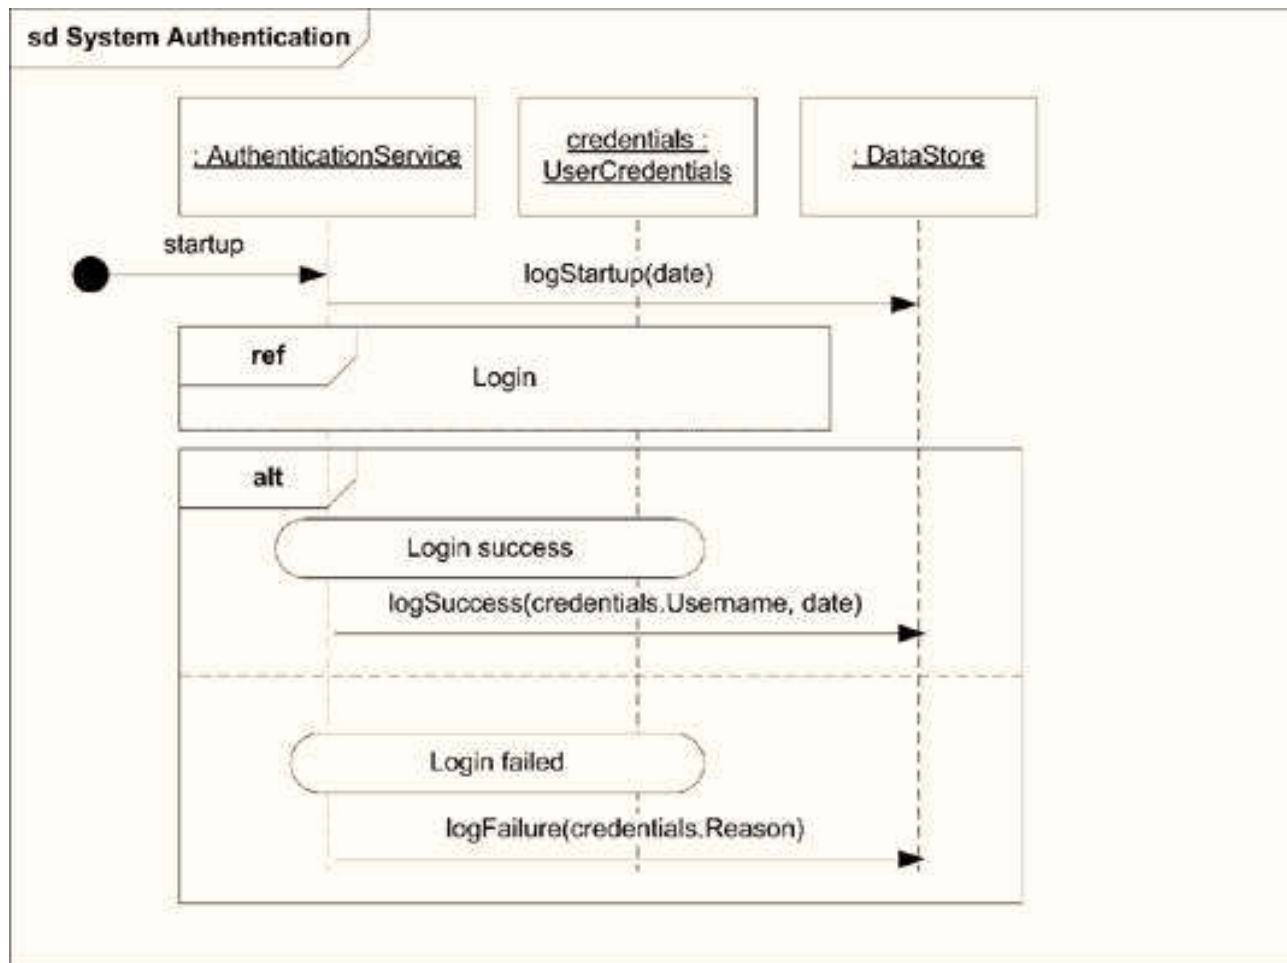 sd System Authentication
: AuthenticationService
credentials :
UserCredentials
: DataStore
startup
logStartup(date)
ref
Login
alt
Login success
logSuccess(credentials.Username, date)
Login failed
logFailure(credentials.Reason)